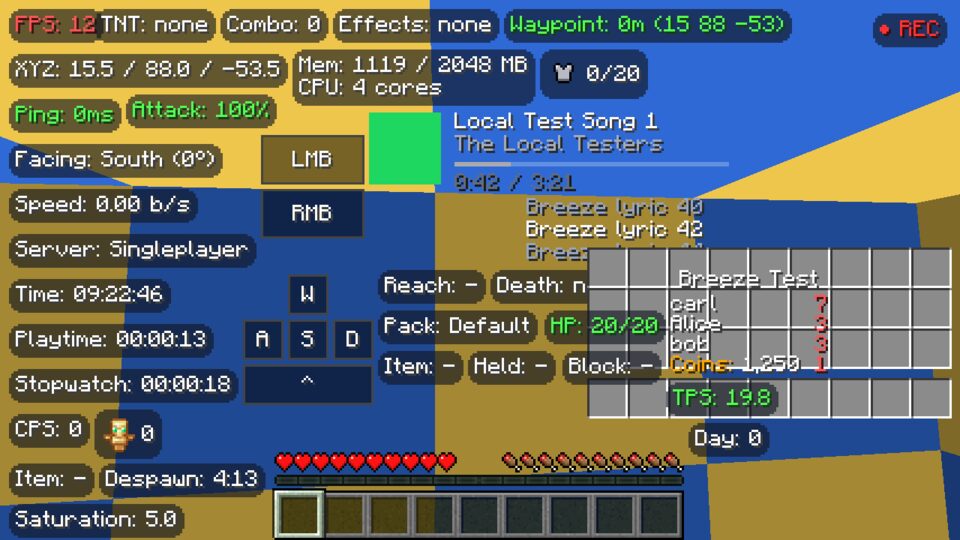 FPS: 12
TNT: none
Combo: 0
Effects: none
Waypoint: 0m (15 88 -53)
REC
XYZ: 15.5 / 88.0 / -53.5
Mem: 1119 / 2048 MB
CPU: 4 cores
0/20
Ping: 0ms
Attack: 100%
Local Test Song 1
The Local Testers
0:42 / 3:21
Facing: South (0°)
LMB
Speed: 0.00 b/s
RMB
Breeze lyric 40
Breeze lyric 42
Breeze lyric
Server: Singleplayer
Time: 09:22:46
W
Reach: -
Death: n
Breeze Test
carl 7
Alice 3
bob 3
Coins: 1,250 1
Playtime: 00:00:13
A
S
D
Pack: Default
HP: 20/20
Stopwatch: 00:00:18
^
Item: -
Held: -
Block: -
TPS: 19.8
CPS: 0
0
Day: 0
Item: -
Despawn: 4:13
Saturation: 5.0